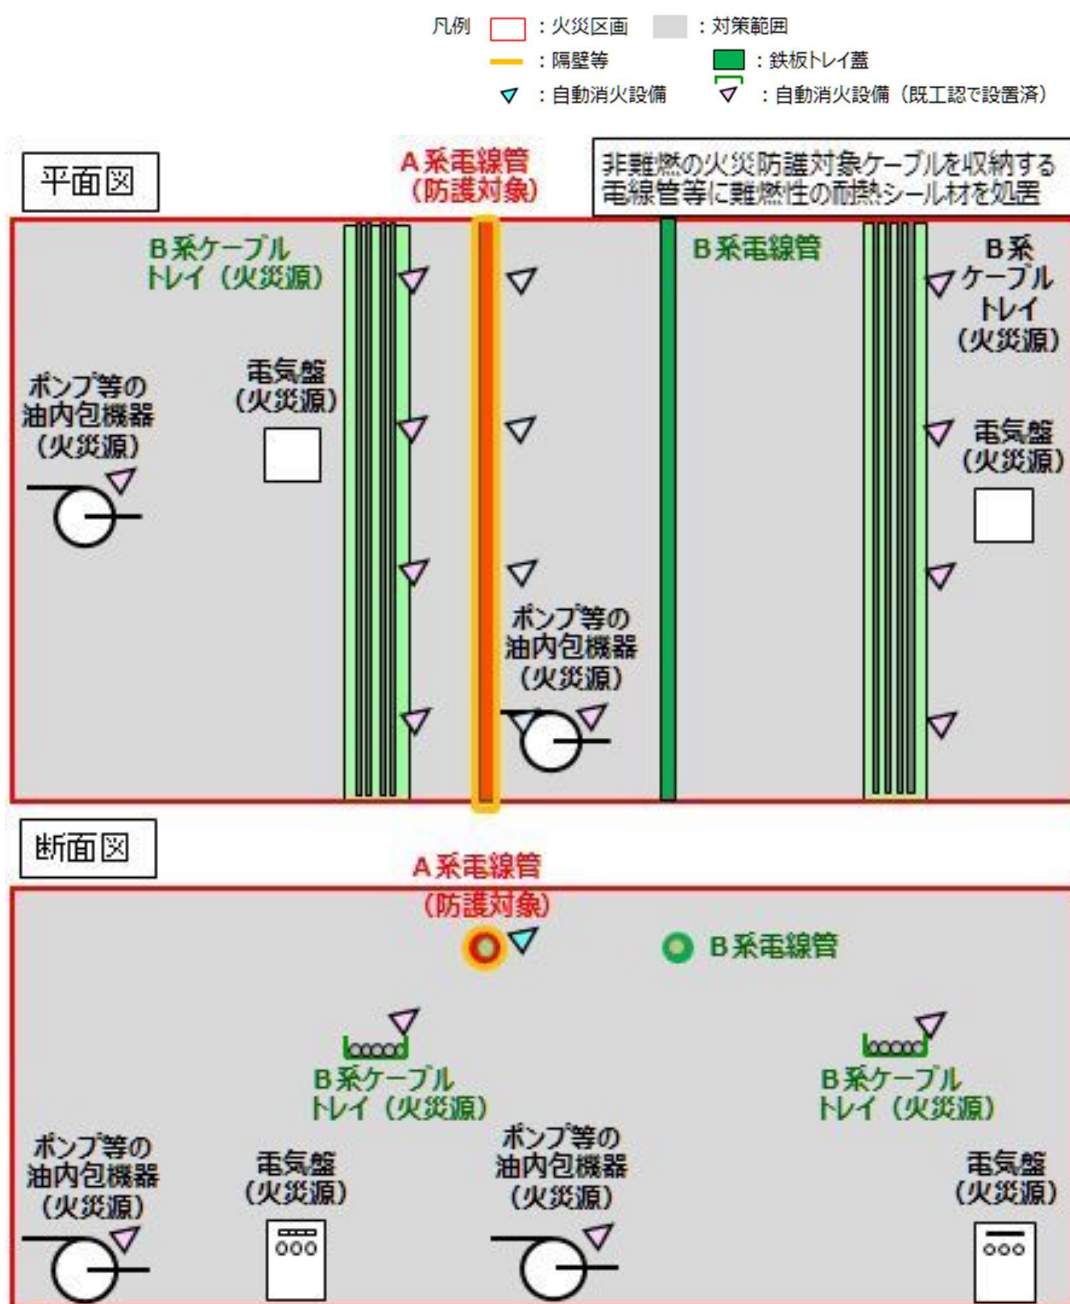 凡例 :火災区画 :対策範囲
:隔壁等 :鉄板トレイ蓋
:自動消火設備 :自動消火設備(既工認で設置済)
平面図
A系電線管
(防護対象)
非難燃の火災防護対象ケーブルを収納する
電線管等に難燃性の耐熱シール材を処置
B系ケーブル
トレイ(火災源)
B系電線管
B系
ケーブル
トレイ
(火災源)
ポンプ等の
油内包機器
(火災源)
電気盤
(火災源)
電気盤
(火災源)
ポンプ等の
油内包機器
(火災源)
断面図
A系電線管
(防護対象)
B系電線管
B系ケーブル
トレイ(火災源)
B系ケーブル
トレイ(火災源)
ポンプ等の
油内包機器
(火災源)
電気盤
(火災源)
ポンプ等の
油内包機器
(火災源)
電気盤
(火災源)